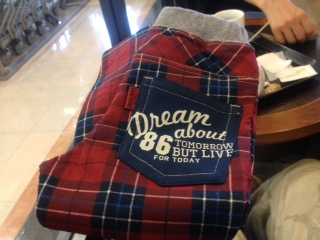 Dream
about
'86 TOMORROW
BUT LIVE
FOR TODAY